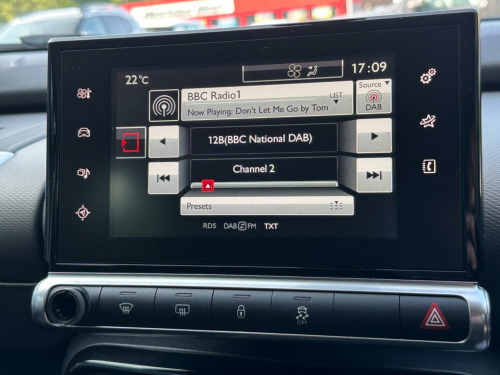 22°C
17:09
BBC Radio1
LIST
Now Playing: Don't Let Me Go by Tom
Source
DAB
12B(BBC National DAB)
Channel 2
Presets
RDS DAB FM TXT
OFF